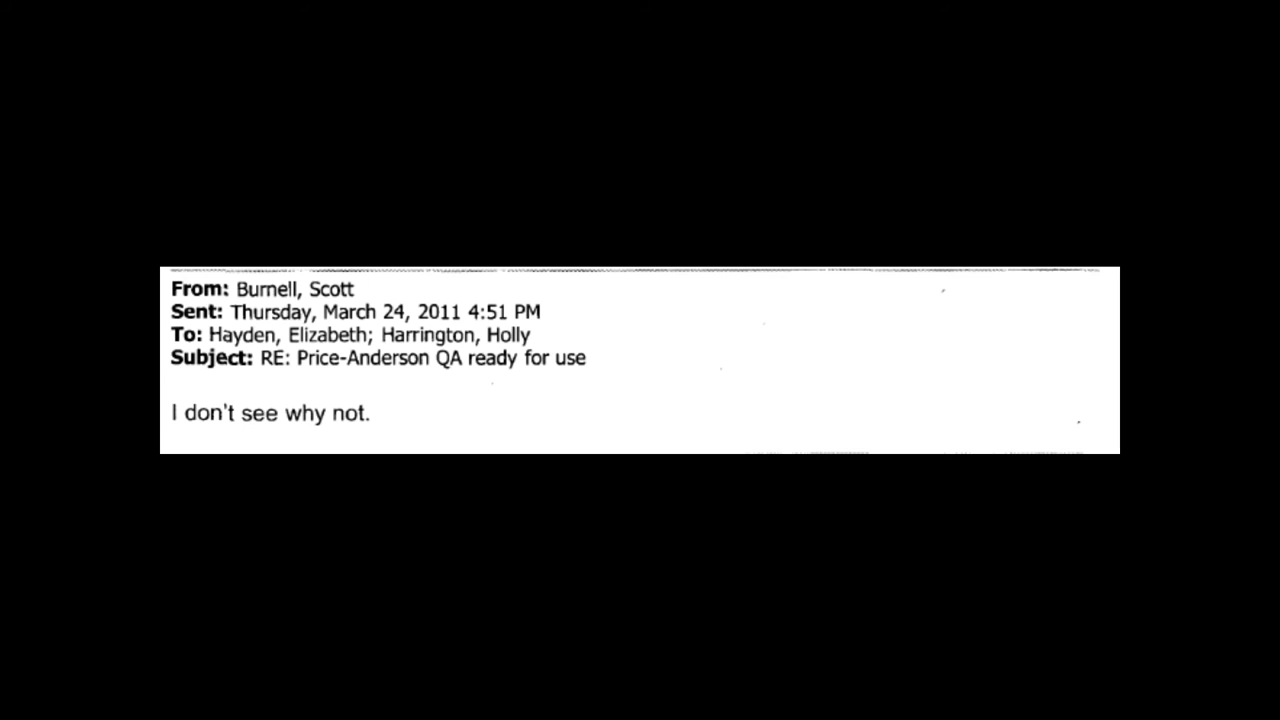 From: Burnell, Scott
Sent: Thursday, March 24, 2011 4:51 PM
To: Hayden, Elizabeth; Harrington, Holly
Subject: RE: Price-Anderson QA ready for use
I don't see why not.